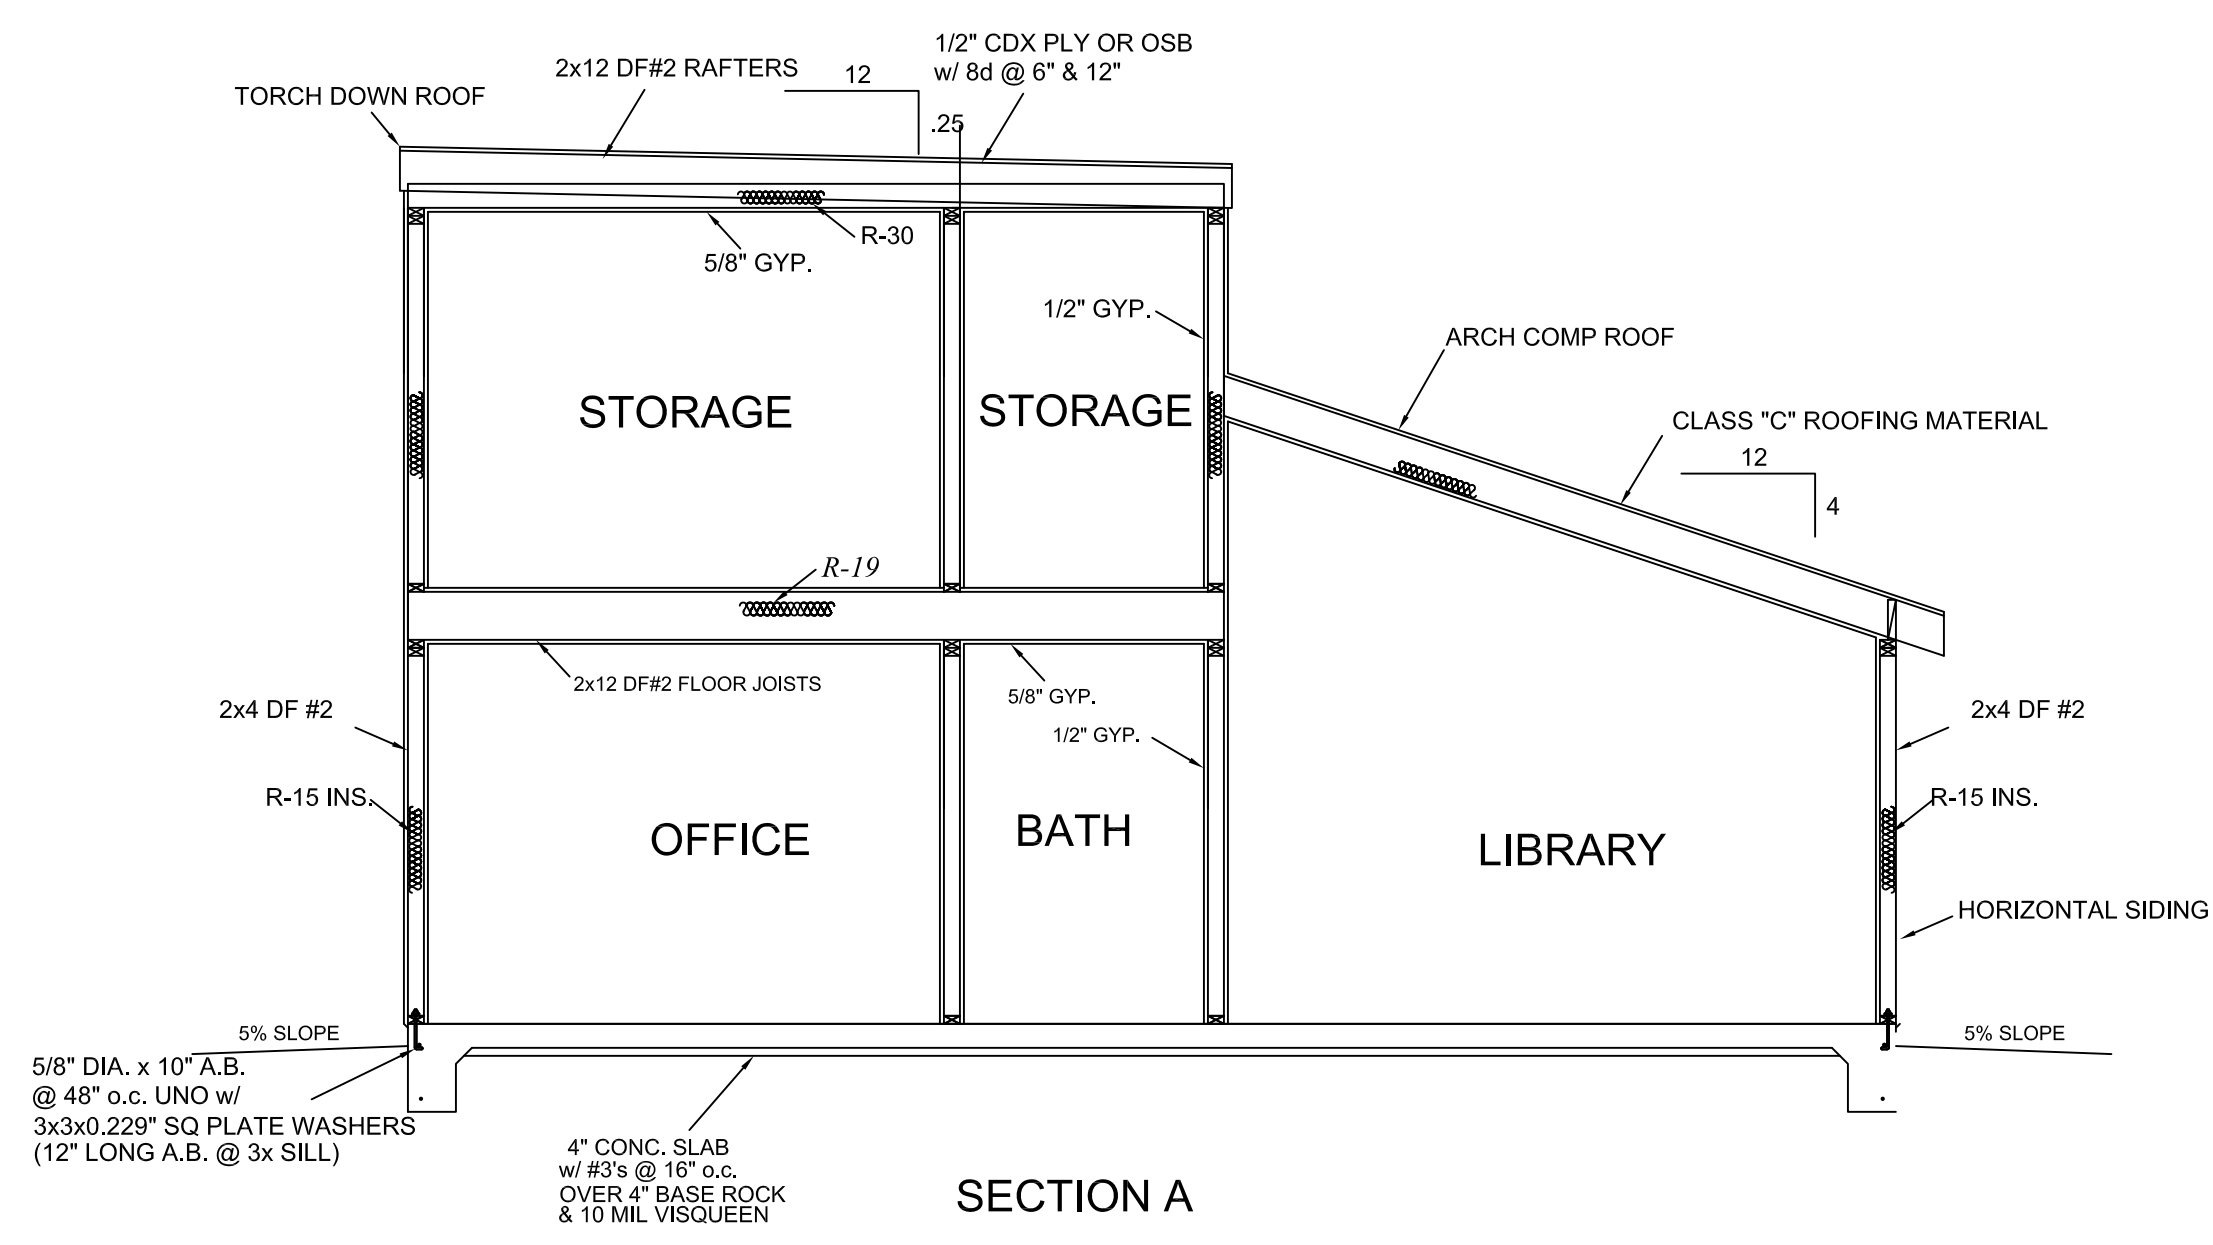 1/2" CDX PLY OR OSB
w/ 8d @ 6" & 12"
2x12 DF#2 RAFTERS
12
TORCH DOWN ROOF
.25
R-30
5/8" GYP.
1/2" GYP.
ARCH COMP ROOF
STORAGE
STORAGE
CLASS "C" ROOFING MATERIAL
12
4
R-19
2x12 DF#2 FLOOR JOISTS
5/8" GYP.
2x4 DF #2
2x4 DF #2
1/2" GYP.
R-15 INS.
R-15 INS.
OFFICE
BATH
LIBRARY
HORIZONTAL SIDING
5% SLOPE
5% SLOPE
5/8" DIA. x 10" A.B.
@ 48" o.c. UNO w/
3x3x0.229" SQ PLATE WASHERS
(12" LONG A.B. @ 3x SILL)
4" CONC. SLAB
w/ #3's @ 16" o.c.
OVER 4" BASE ROCK
& 10 MIL VISQUEEN
SECTION A